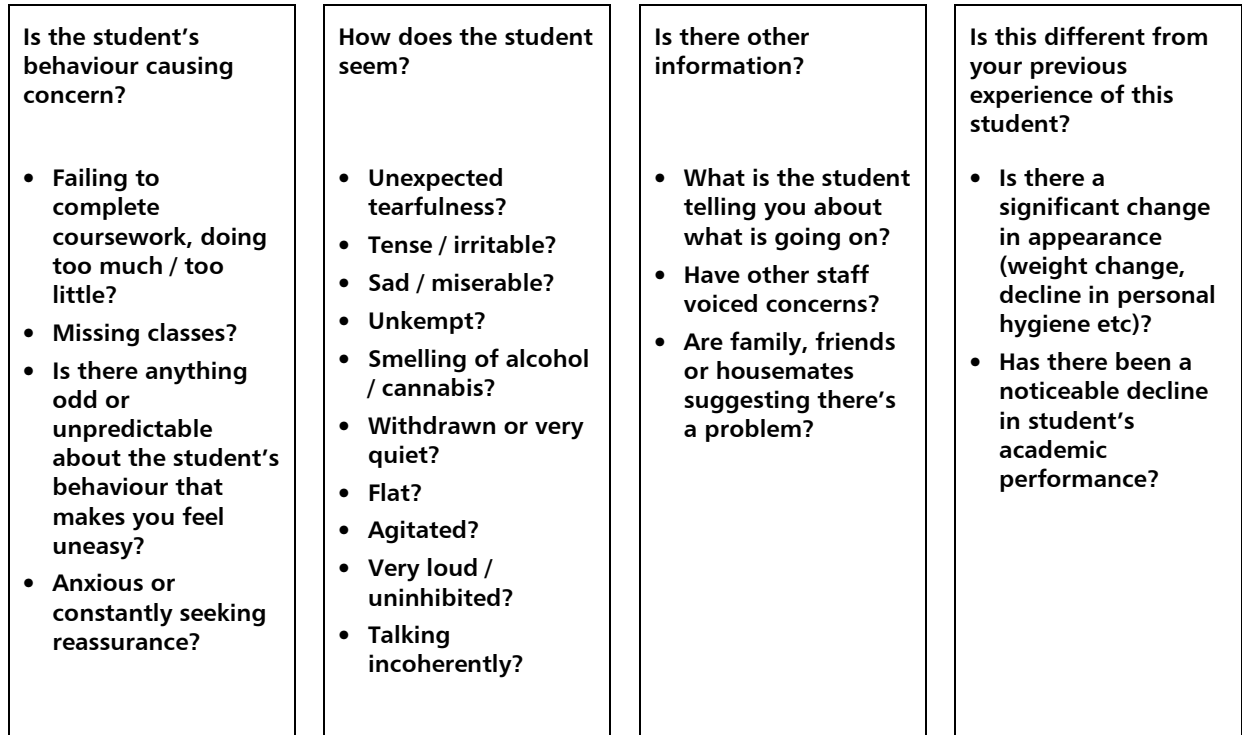 Is the student’s
behaviour causing
concern?
• Failing to
complete
coursework, doing
too much / too
little?
• Missing classes?
• Is there anything
odd or
unpredictable
about the student’s
behaviour that
makes you feel
uneasy?
• Anxious or
constantly seeking
reassurance?
How does the student
seem?
• Unexpected
tearfulness?
• Tense / irritable?
• Sad / miserable?
• Unkempt?
• Smelling of alcohol
/ cannabis?
• Withdrawn or very
quiet?
• Flat?
• Agitated?
• Very loud /
uninhibited?
• Talking
incoherently?
Is there other
information?
• What is the student
telling you about
what is going on?
• Have other staff
voiced concerns?
• Are family, friends
or housemates
suggesting there’s
a problem?
Is this different from
your previous
experience of this
student?
• Is there a
significant change
in appearance
(weight change,
decline in personal
hygiene etc)?
• Has there been a
noticeable decline
in student’s
academic
performance?